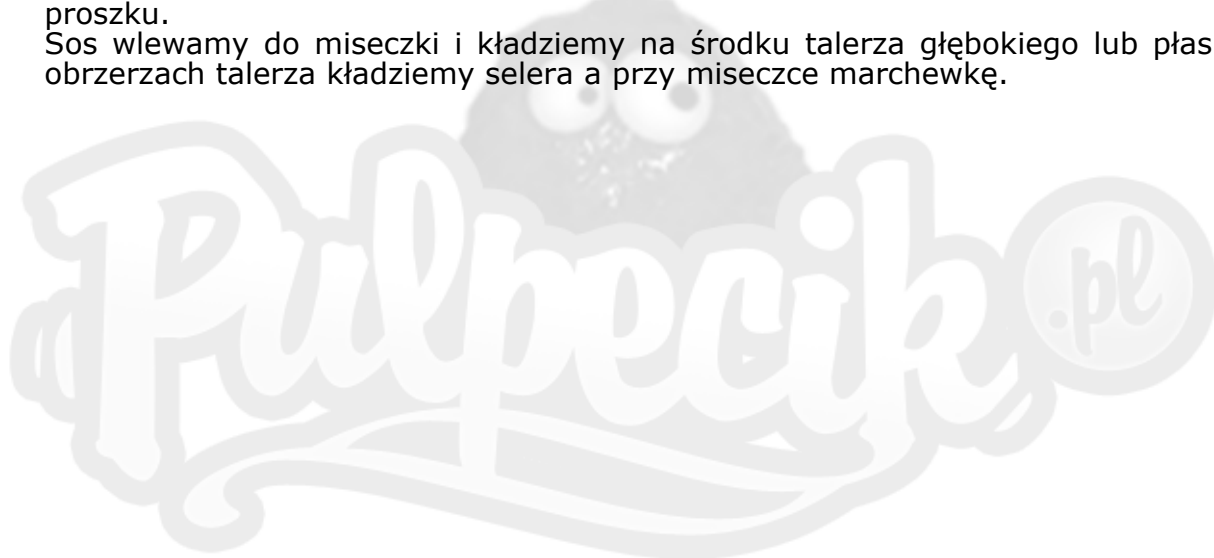 proszku.
Sos wlewamy do miseczki i kładziemy na środku talerza głębokiego lub płas
obrzerzach talerza kładziemy selera a przy miseczce marchewkę.
Pulpecik.pl